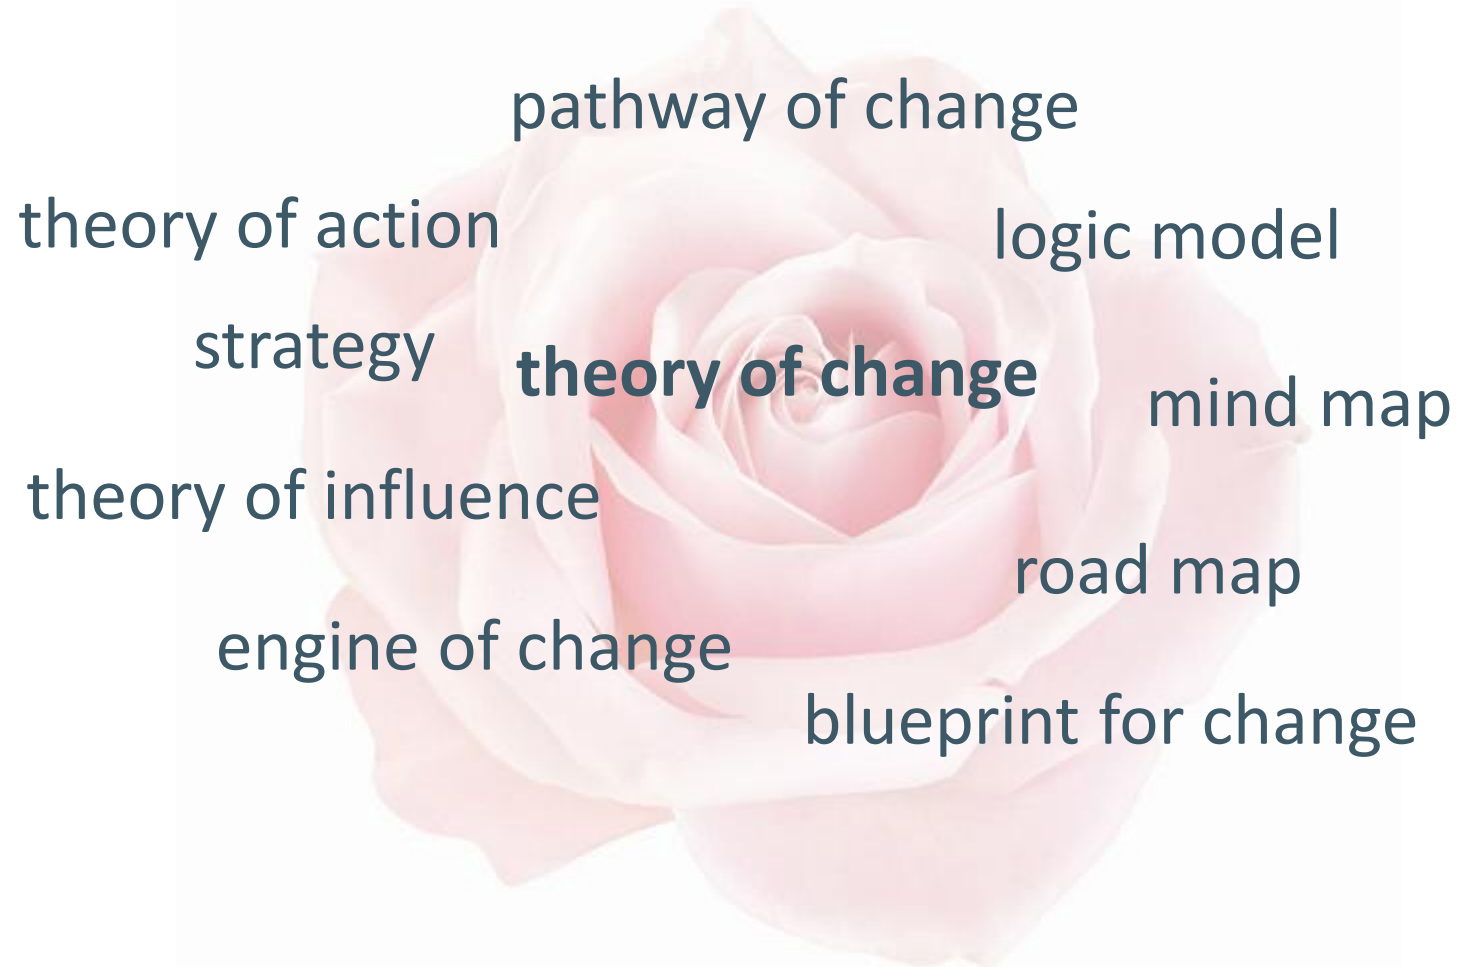 pathway of change
theory of action
logic model
strategy
theory of change
mind map
theory of influence
road map
engine of change
blueprint for change